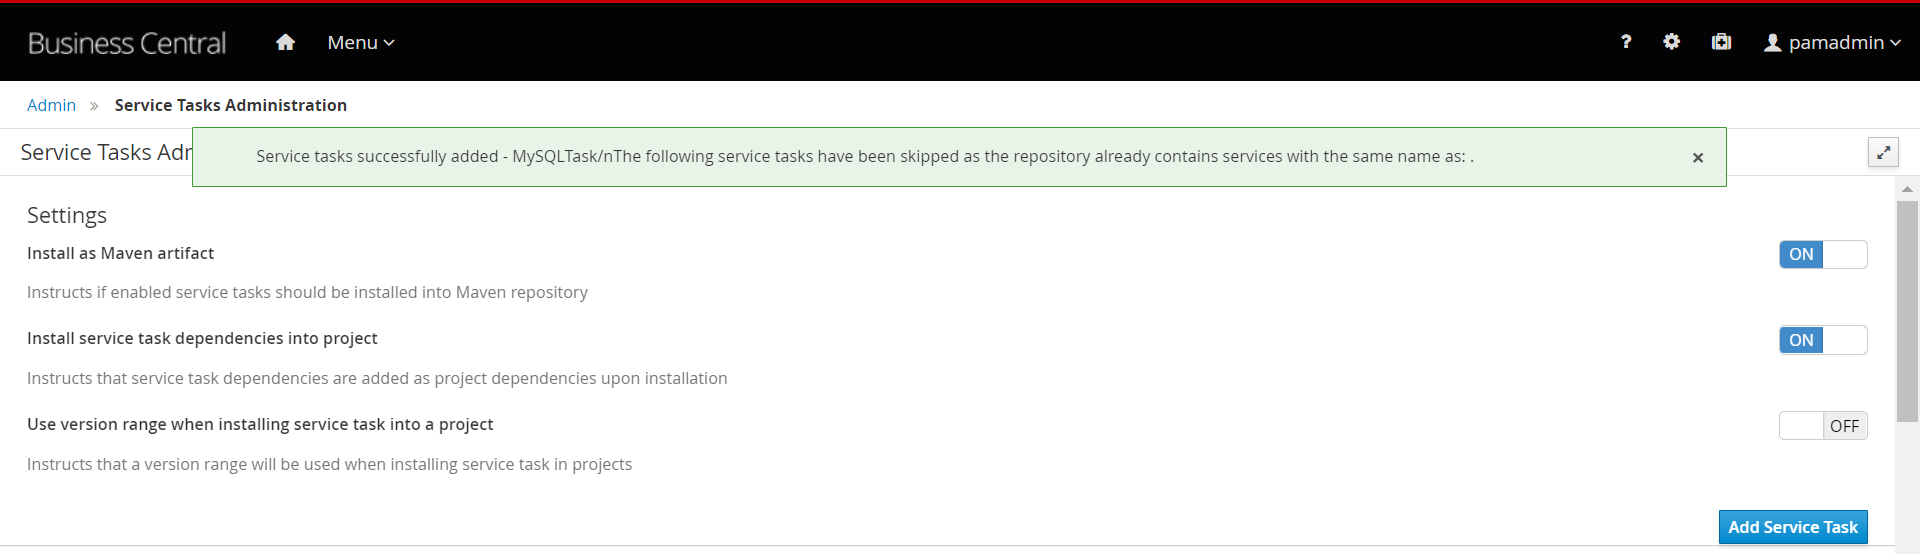 Business Central
Menu
?
pamadmin
Admin » Service Tasks Administration
Service Tasks Adr
Service tasks successfully added - MySQLTask/nThe following service tasks have been skipped as the repository already contains services with the same name as: .
×
Settings
Install as Maven artifact
ON
Instructs if enabled service tasks should be installed into Maven repository
Install service task dependencies into project
ON
Instructs that service task dependencies are added as project dependencies upon installation
Use version range when installing service task into a project
OFF
Instructs that a version range will be used when installing service task in projects
Add Service Task